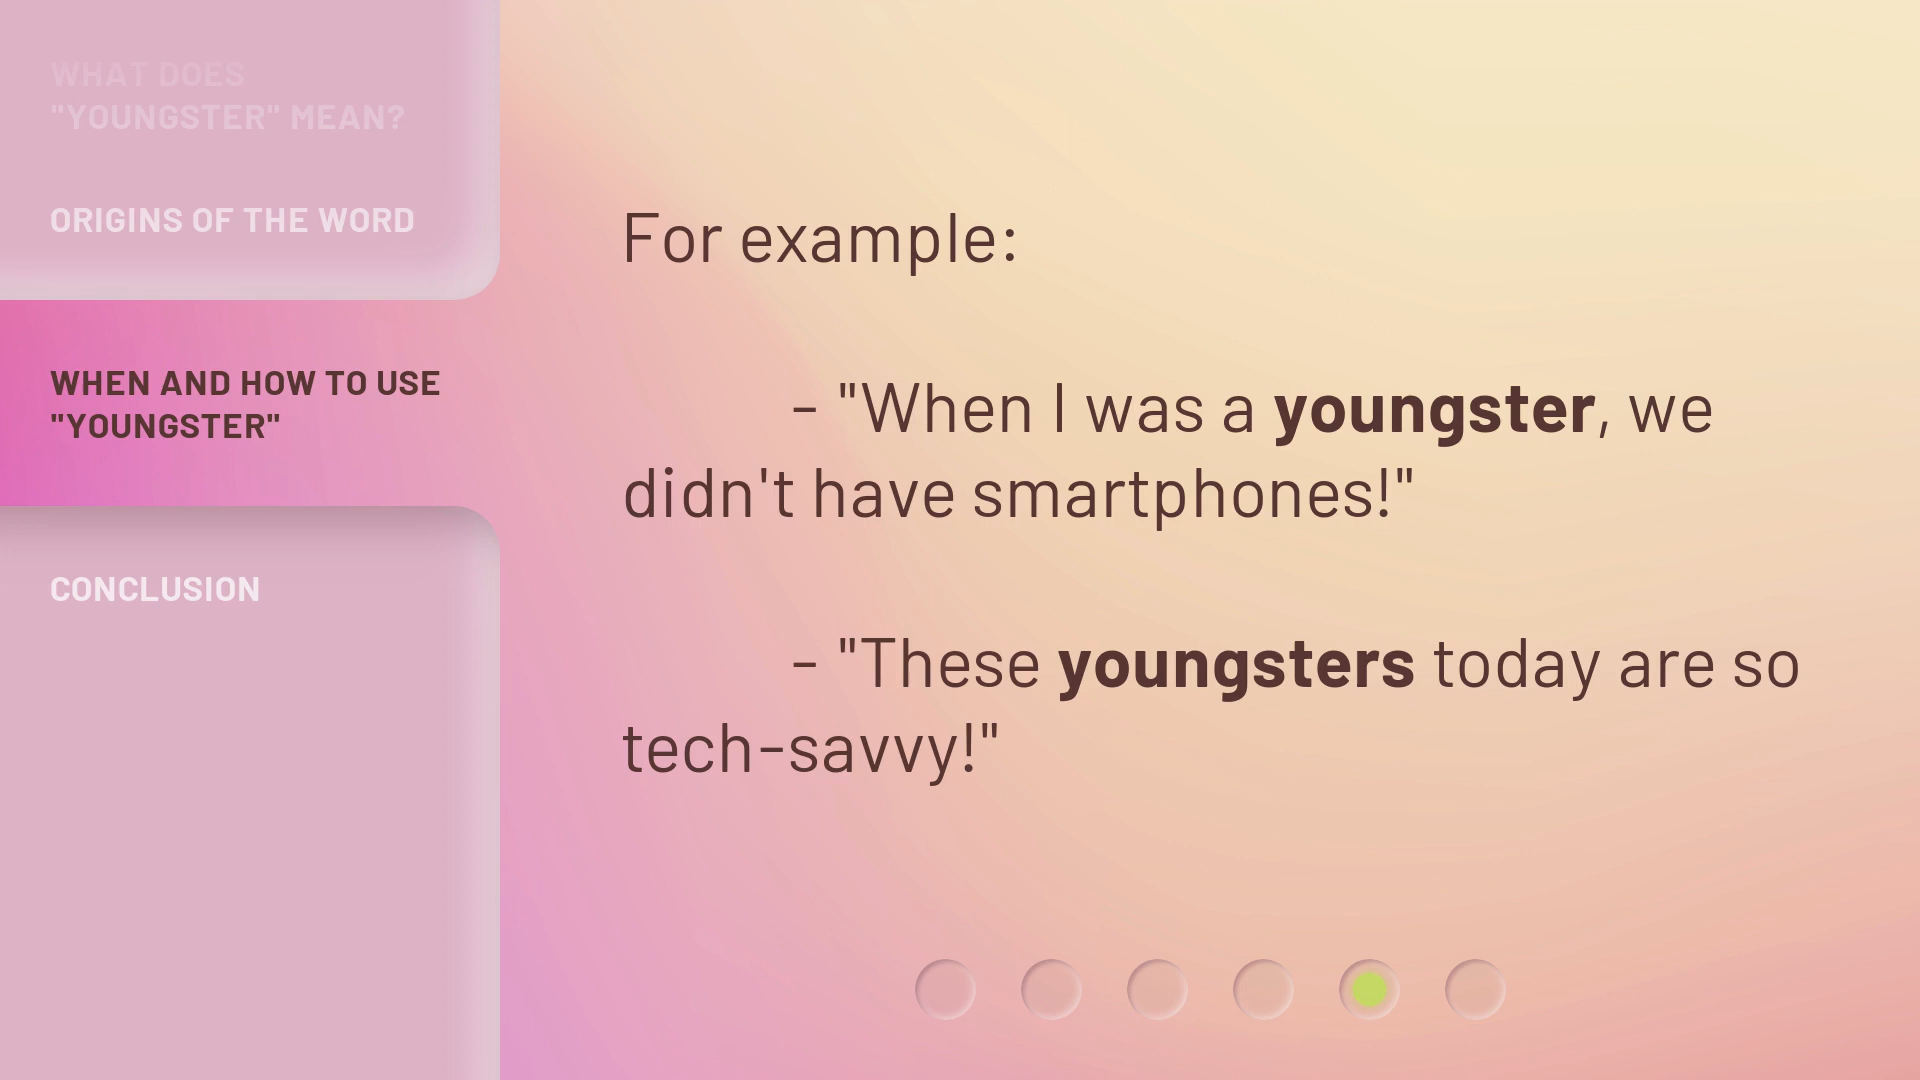 WHAT DOES
"YOUNGSTER" MEAN?
ORIGINS OF THE WORD
WHEN AND HOW TO USE
"YOUNGSTER"
CONCLUSION
For example:
- "When I was a youngster, we
didn't have smartphones!"
- "These youngsters today are so
tech-savvy!"